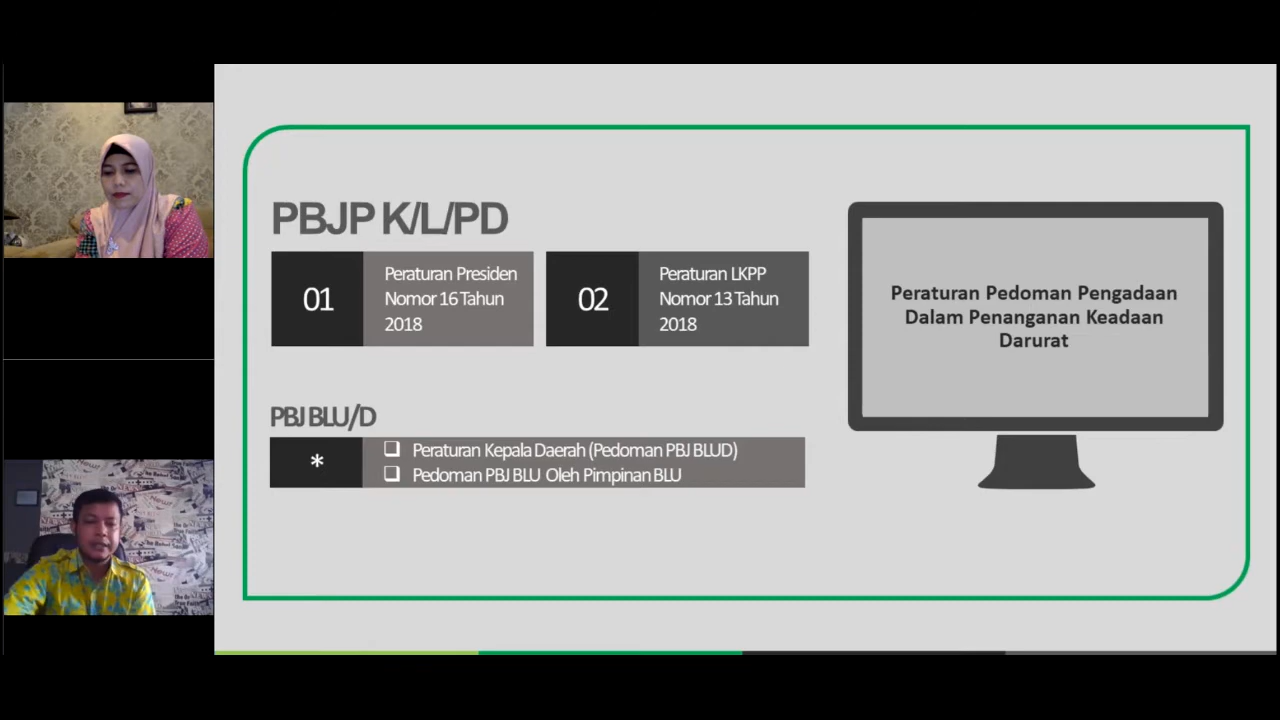 PBJP K/L/PD
01
Peraturan Presiden
Nomor 16 Tahun
2018
02
Peraturan LKPP
Nomor 13 Tahun
2018
PBJ BLU/D
*
❑ Peraturan Kepala Daerah (Pedoman PBJ BLUD)
❑ Pedoman PBJ BLU Oleh Pimpinan BLU
Peraturan Pedoman Pengadaan
Dalam Penanganan Keadaan
Darurat